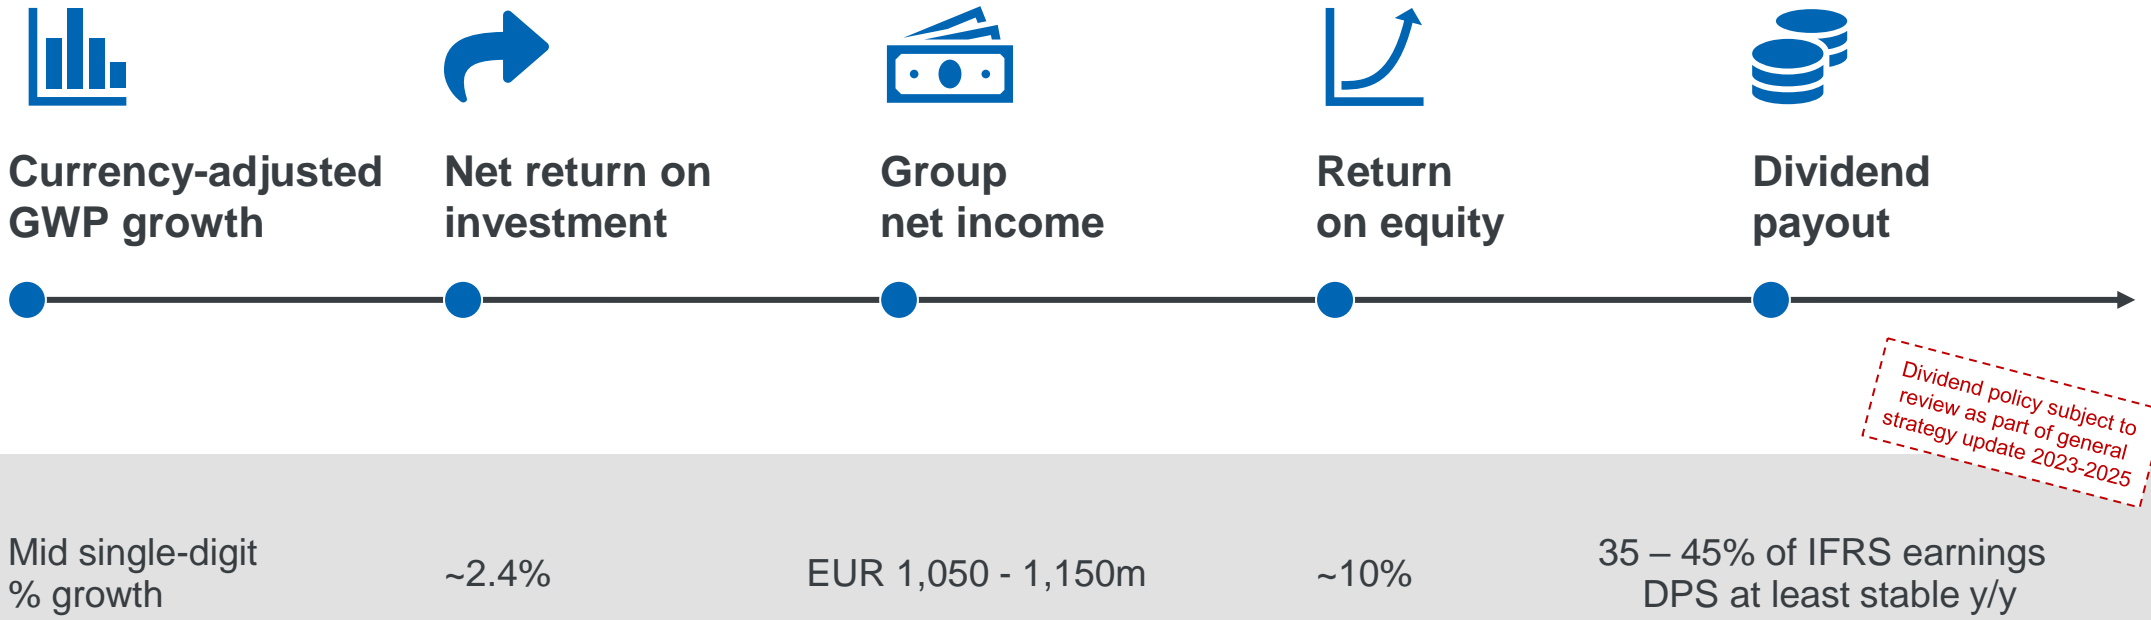 Currency-adjusted
GWP growth
Net return on
investment
Group
net income
Return
on equity
Dividend
payout
Dividend policy subject to
review as part of general
strategy update 2023-2025
Mid single-digit
% growth
~2.4%
EUR 1,050 - 1,150m
~10%
35 – 45% of IFRS earnings
DPS at least stable y/y